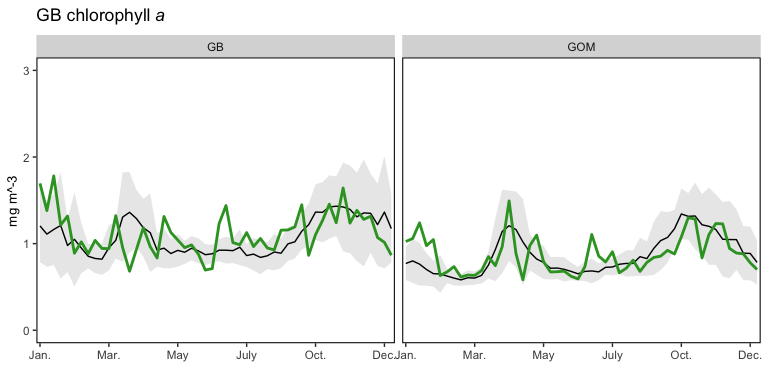 GB chlorophyll a
GB GOM
mg m^-3
3
2
1
0
Jan. Mar. May July Oct. Dec. Jan. Mar. May July Oct. Dec.